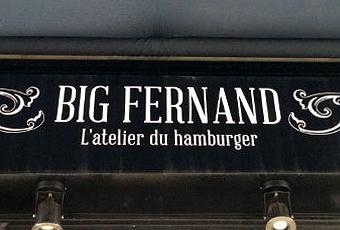 BIG FERNAND
L'atelier du hamburger